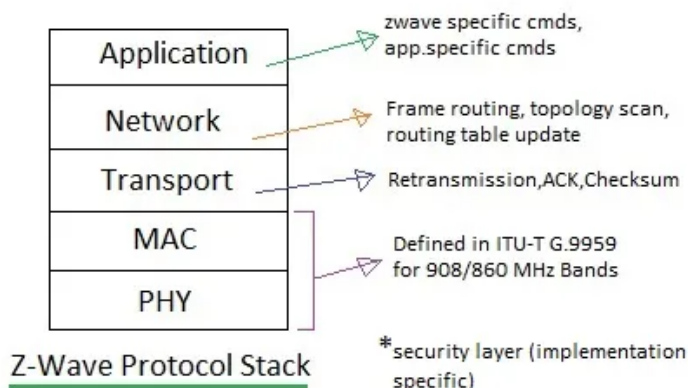 Application
zwave specific cmds,
app.specific cmds
Network
Frame routing, topology scan,
routing table update
Transport
Retransmission,ACK,Checksum
MAC
PHY
Defined in ITU-T G.9959
for 908/860 MHz Bands
Z-Wave Protocol Stack
*security layer (implementation
specific)